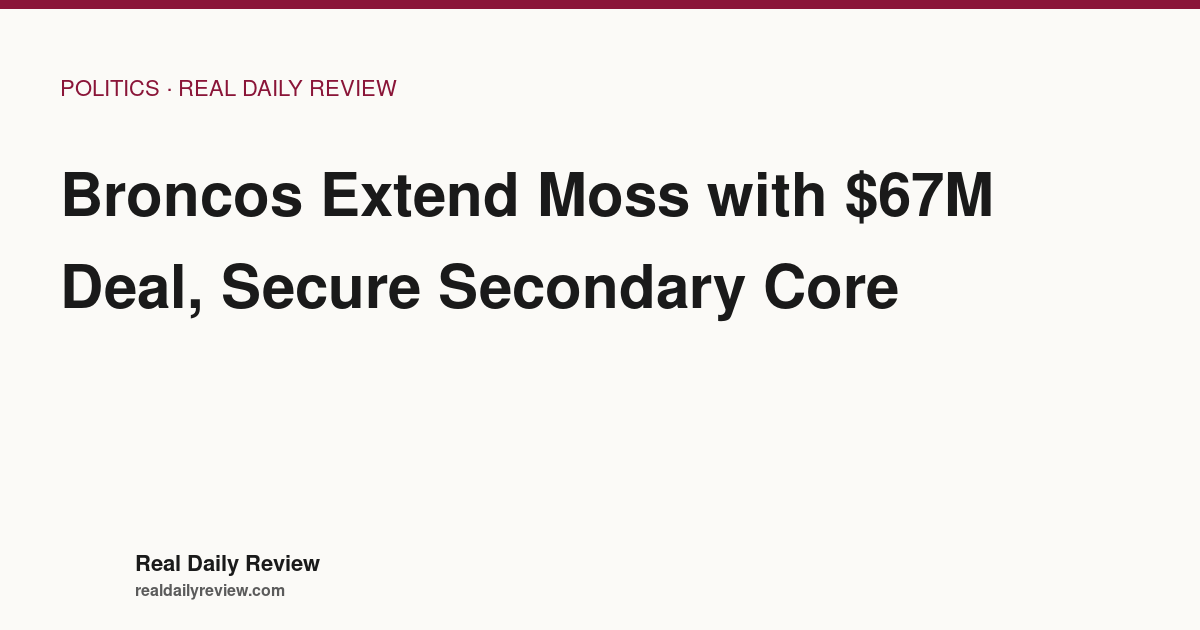 POLITICS · REAL DAILY REVIEW
Broncos Extend Moss with $67M
Deal, Secure Secondary Core
Real Daily Review
realdailyreview.com